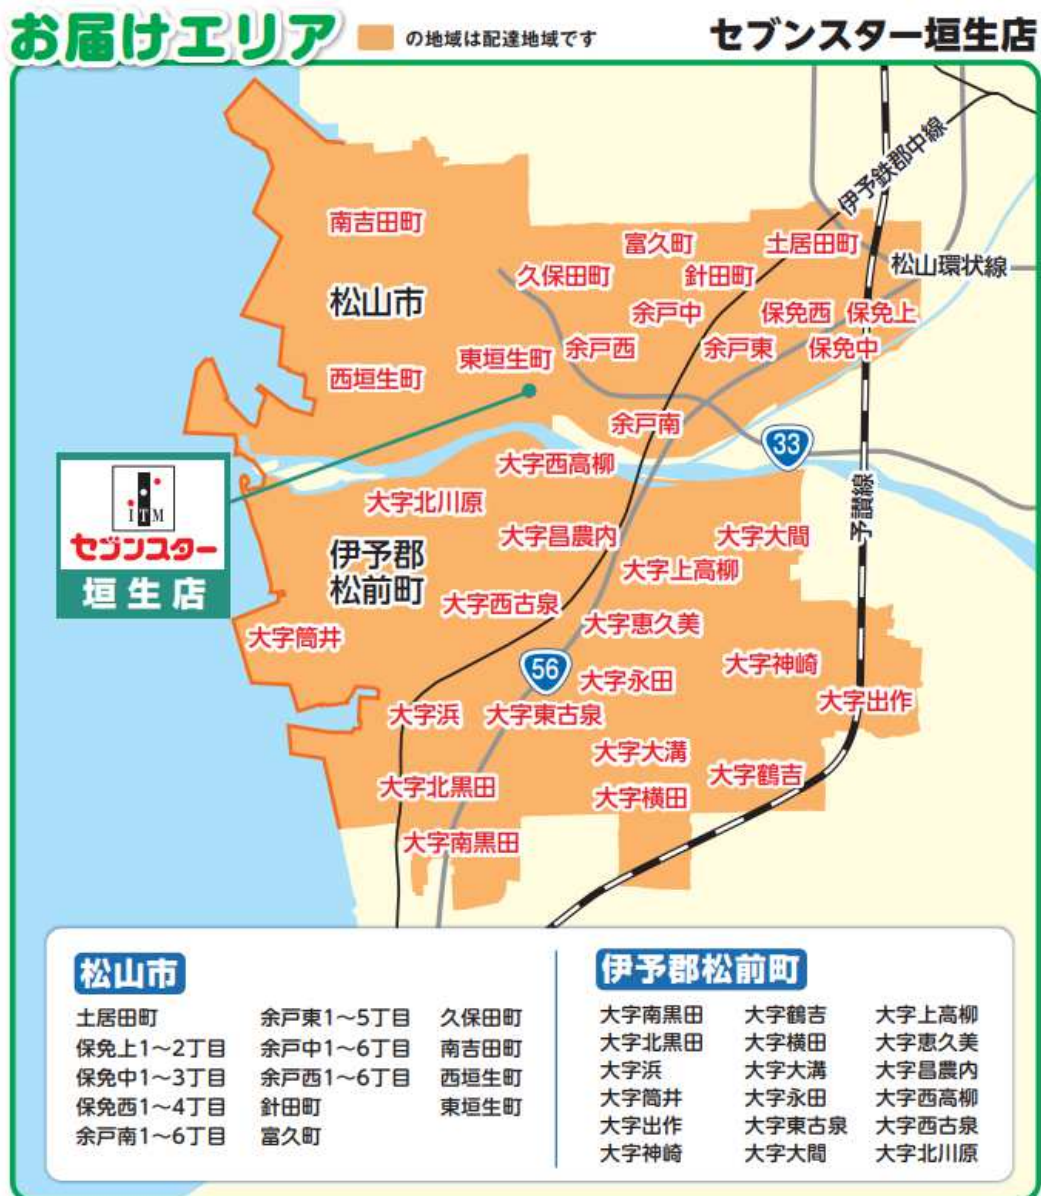 お届けエリア
の地域は配達地域です
セブンスター垣生店
伊予鉄郡中線
南吉田町
富久町
土居田町
松山環状線
久保田町
針田町
松山市
余戸中
保免西
保免上
東垣生町
余戸西
余戸東
保免中
西垣生町
余戸南
33
大字西高柳
ITM
セブンスター
垣生店
大字北川原
予讃線
伊予郡
松前町
大字昌農内
大字大間
大字上高柳
大字西古泉
大字恵久美
大字筒井
56
大字永田
大字神崎
大字出作
大字浜
大字東古泉
大字大溝
大字鶴吉
大字北黒田
大字横田
大字南黒田
松山市
土居田町
保免上1～2丁目
保免中1～3丁目
保免西1～4丁目
余戸南1～6丁目
余戸東1～5丁目
余戸中1～6丁目
余戸西1～6丁目
針田町
富久町
久保田町
南吉田町
西垣生町
東垣生町
伊予郡松前町
大字南黒田
大字北黒田
大字浜
大字筒井
大字出作
大字神崎
大字鶴吉
大字横田
大字大溝
大字永田
大字東古泉
大字大間
大字上高柳
大字恵久美
大字昌農内
大字西高柳
大字西古泉
大字北川原